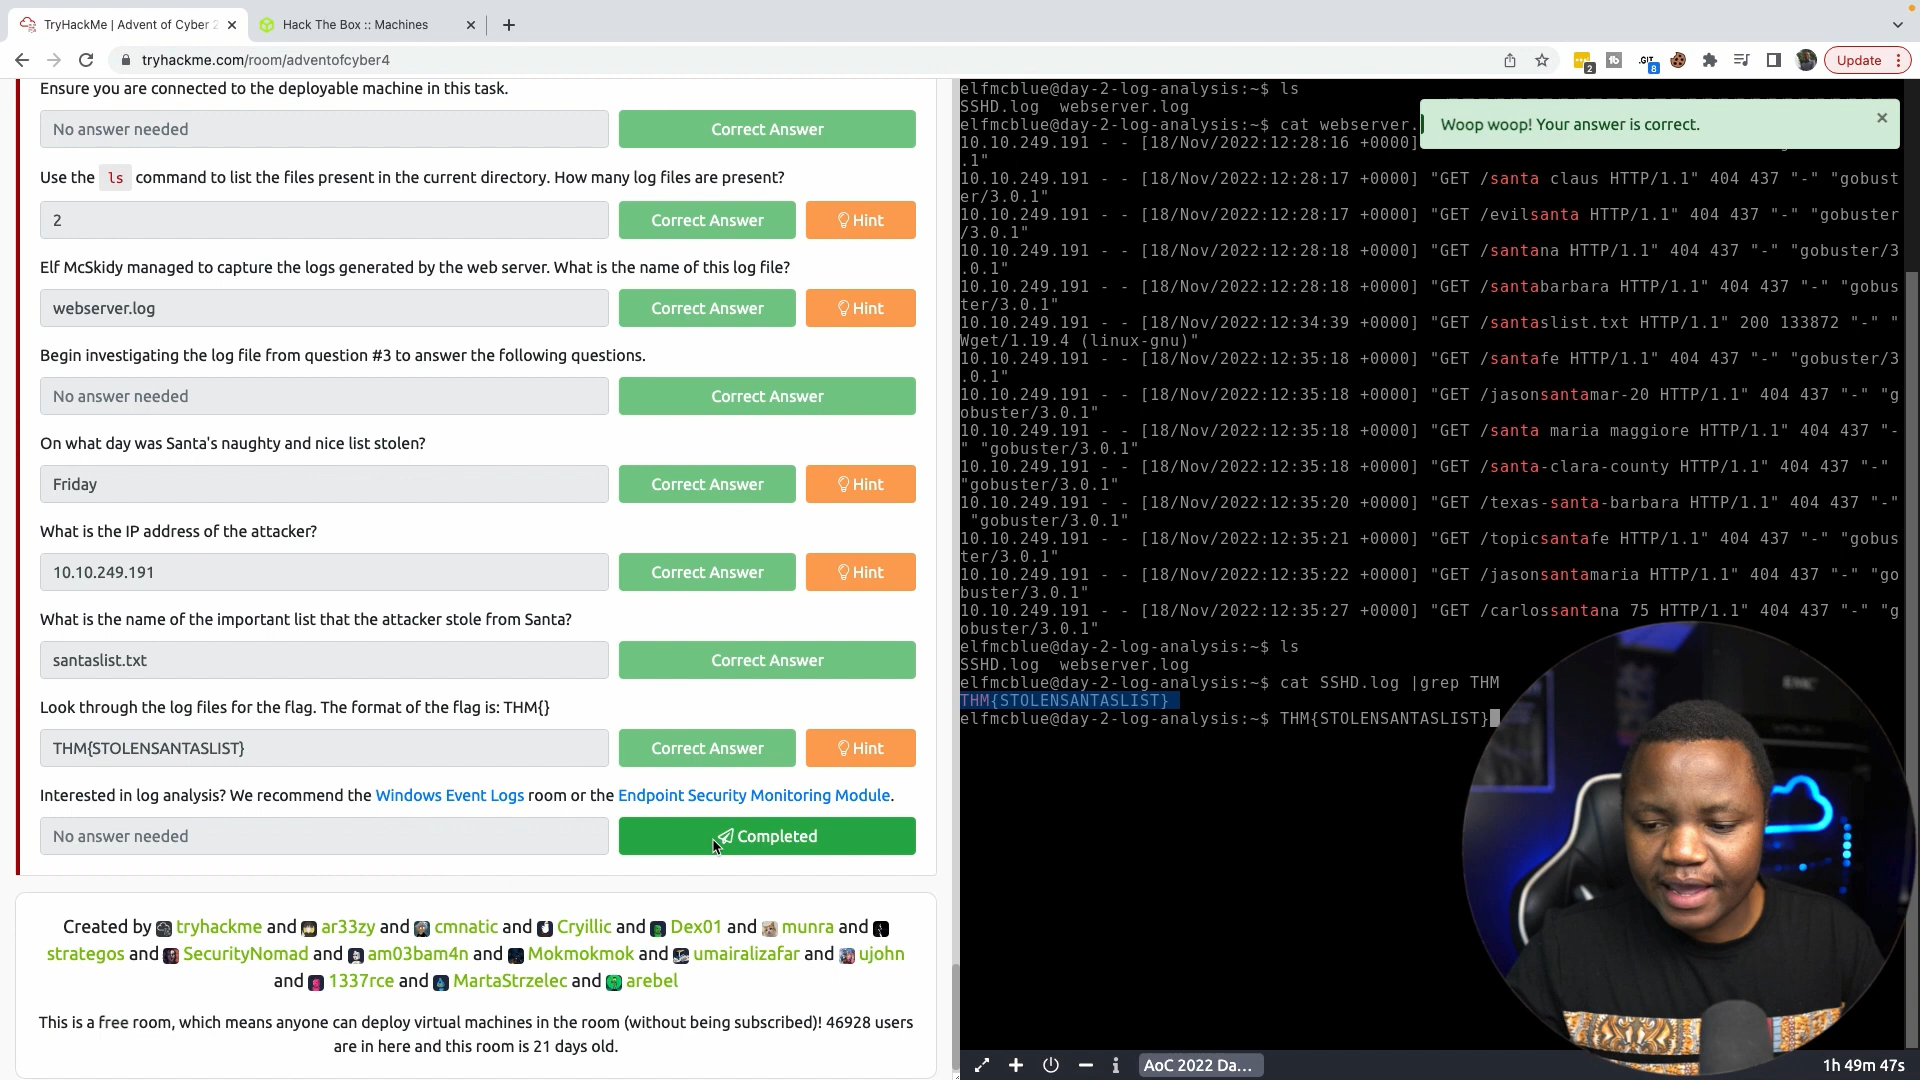 TryHackMe | Advent of Cyber 2
Hack The Box :: Machines
tryhackme.com/room/adventofcyber4
2
.GIT
8
Update
Ensure you are connected to the deployable machine in this task.
No answer needed
Correct Answer
Use the ls command to list the files present in the current directory. How many log files are present?
2
Correct Answer
Hint
Elf McSkidy managed to capture the logs generated by the web server. What is the name of this log file?
webserver.log
Correct Answer
Hint
Begin investigating the log file from question #3 to answer the following questions.
No answer needed
Correct Answer
On what day was Santa's naughty and nice list stolen?
Friday
Correct Answer
Hint
What is the IP address of the attacker?
10.10.249.191
Correct Answer
Hint
What is the name of the important list that the attacker stole from Santa?
santaslist.txt
Correct Answer
Look through the log files for the flag. The format of the flag is: THM{}
THM{STOLENSANTASLIST}
Correct Answer
Hint
Interested in log analysis? We recommend the Windows Event Logs room or the Endpoint Security Monitoring Module.
No answer needed
Completed
Created by tryhackme and ar33zy and cmnatic and Cryillic and Dex01 and munra and
strategos and SecurityNomad and am03bam4n and Mokmokmok and umairalizafar and ujohn
and 1337rce and MartaStrzelec and arebel
This is a free room, which means anyone can deploy virtual machines in the room (without being subscribed)! 46928 users
are in here and this room is 21 days old.
elfmcblue@day-2-log-analysis:~$ ls
SSHD.log  webserver.log
elfmcblue@day-2-log-analysis:~$ cat webserver.
Woop woop! Your answer is correct.
10.10.249.191 - - [18/Nov/2022:12:28:16 +0000]
.1"
10.10.249.191 - - [18/Nov/2022:12:28:17 +0000] "GET /santa claus HTTP/1.1" 404 437 "-" "gobust
er/3.0.1"
10.10.249.191 - - [18/Nov/2022:12:28:17 +0000] "GET /evilsanta HTTP/1.1" 404 437 "-" "gobuster
/3.0.1"
10.10.249.191 - - [18/Nov/2022:12:28:18 +0000] "GET /santana HTTP/1.1" 404 437 "-" "gobuster/3
.0.1"
10.10.249.191 - - [18/Nov/2022:12:28:18 +0000] "GET /santabarbara HTTP/1.1" 404 437 "-" "gobus
ter/3.0.1"
10.10.249.191 - - [18/Nov/2022:12:34:39 +0000] "GET /santaslist.txt HTTP/1.1" 200 133872 "-" "
Wget/1.19.4 (linux-gnu)"
10.10.249.191 - - [18/Nov/2022:12:35:18 +0000] "GET /santafe HTTP/1.1" 404 437 "-" "gobuster/3
.0.1"
10.10.249.191 - - [18/Nov/2022:12:35:18 +0000] "GET /jasonsantamar-20 HTTP/1.1" 404 437 "-" "g
obuster/3.0.1"
10.10.249.191 - - [18/Nov/2022:12:35:18 +0000] "GET /santa maria maggiore HTTP/1.1" 404 437 "-
" "gobuster/3.0.1"
10.10.249.191 - - [18/Nov/2022:12:35:18 +0000] "GET /santa-clara-county HTTP/1.1" 404 437 "-"
"gobuster/3.0.1"
10.10.249.191 - - [18/Nov/2022:12:35:20 +0000] "GET /texas-santa-barbara HTTP/1.1" 404 437 "-"
"gobuster/3.0.1"
10.10.249.191 - - [18/Nov/2022:12:35:21 +0000] "GET /topicsantafe HTTP/1.1" 404 437 "-" "gobus
ter/3.0.1"
10.10.249.191 - - [18/Nov/2022:12:35:22 +0000] "GET /jasonsantamaria HTTP/1.1" 404 437 "-" "go
buster/3.0.1"
10.10.249.191 - - [18/Nov/2022:12:35:27 +0000] "GET /carlossantana 75 HTTP/1.1" 404 437 "-" "g
obuster/3.0.1"
elfmcblue@day-2-log-analysis:~$ ls
SSHD.log  webserver.log
elfmcblue@day-2-log-analysis:~$ cat SSHD.log |grep THM
THM{STOLENSANTASLIST}
elfmcblue@day-2-log-analysis:~$ THM{STOLENSANTASLIST}
AoC 2022 Da...
1h 49m 47s